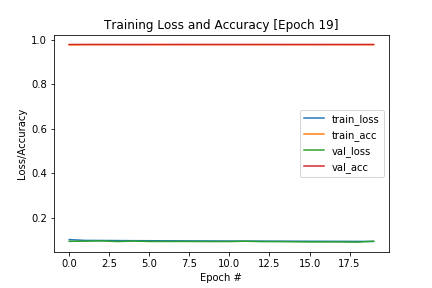 Training Loss and Accuracy [Epoch 19]
1.0
0.8
0.6
0.4
0.2
Loss/Accuracy
train_loss
train_acc
val_loss
val_acc
0.0 2.5 5.0 7.5 10.0 12.5 15.0 17.5
Epoch #